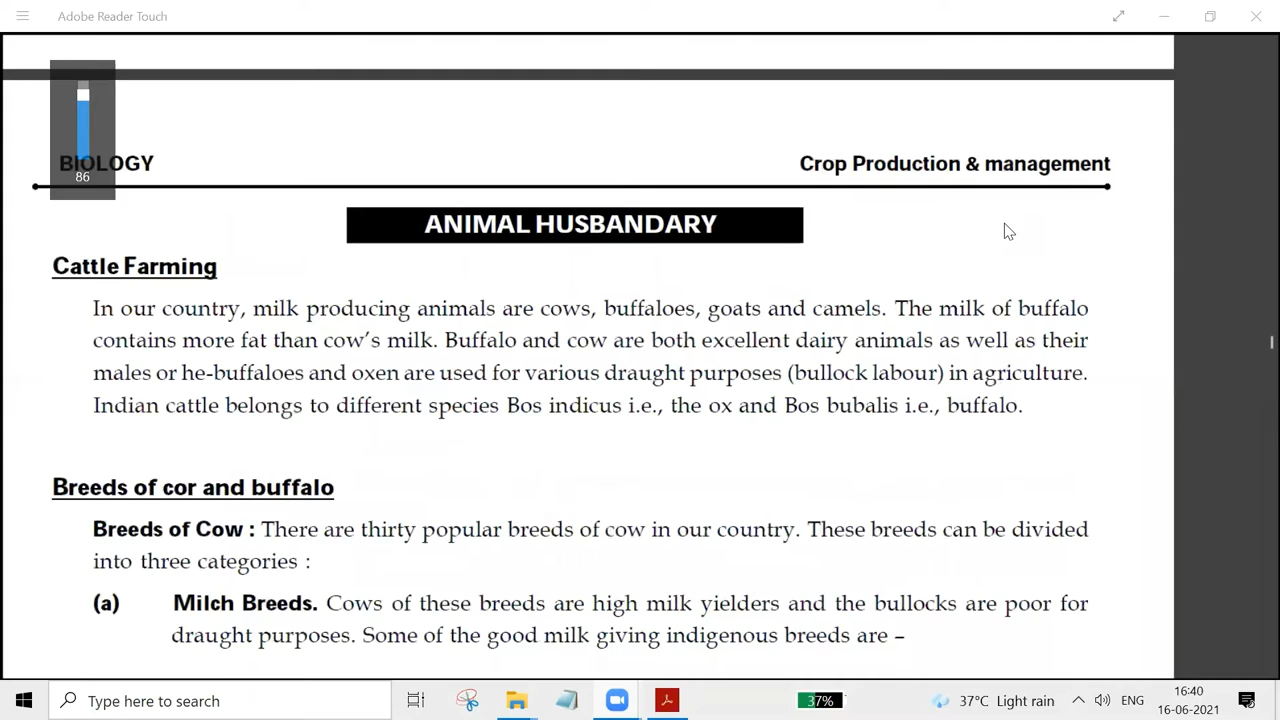 Adobe Reader Touch
86
BIOLOGY
Crop Production & management
ANIMAL HUSBANDARY
Cattle Farming
In our country, milk producing animals are cows, buffaloes, goats and camels. The milk of buffalo
contains more fat than cow's milk. Buffalo and cow are both excellent dairy animals as well as their
males or he-buffaloes and oxen are used for various draught purposes (bullock labour) in agriculture.
Indian cattle belongs to different species Bos indicus i.e., the ox and Bos bubalis i.e., buffalo.
Breeds of cor and buffalo
Breeds of Cow : There are thirty popular breeds of cow in our country. These breeds can be divided
into three categories :
(a) Milch Breeds. Cows of these breeds are high milk yielders and the bullocks are poor for
draught purposes. Some of the good milk giving indigenous breeds are –
Type here to search
37%
37°C Light rain
ENG
16:40
16-06-2021